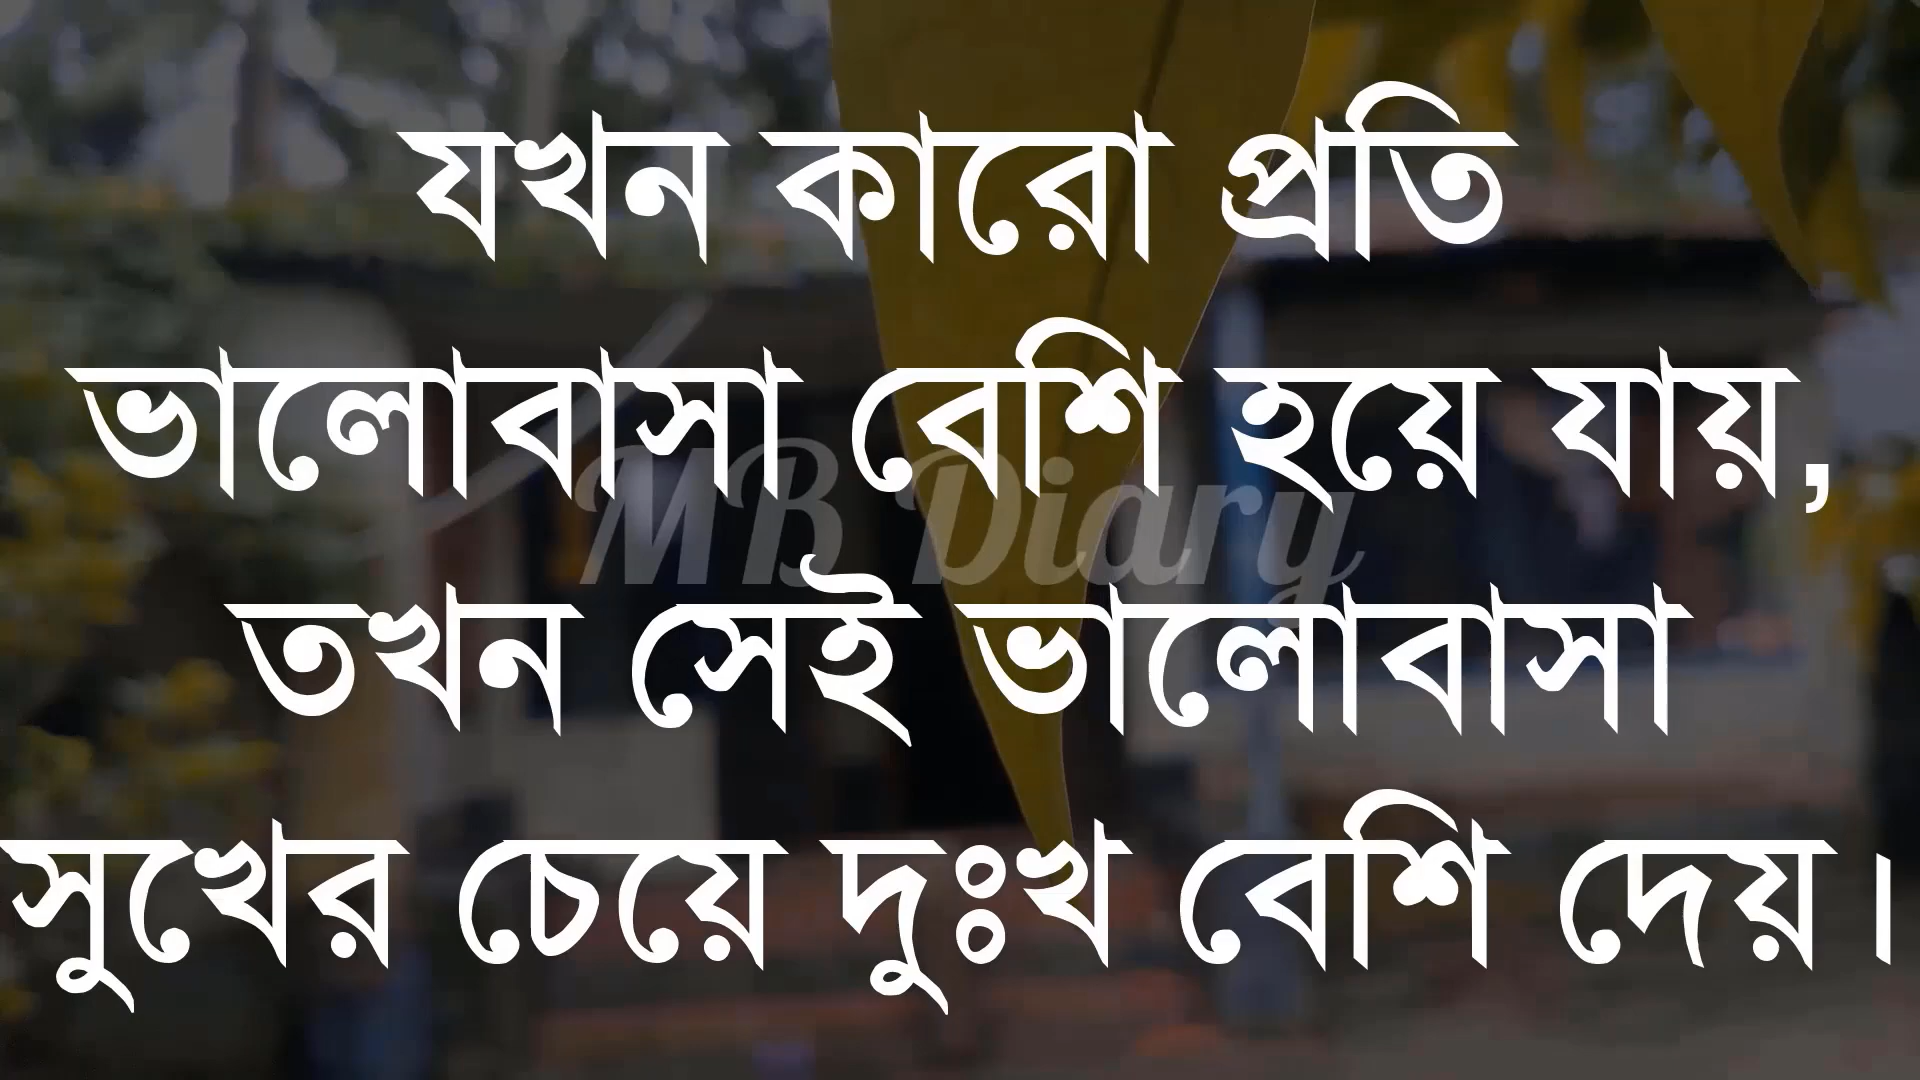 যখন কারো প্রতি
ভালোবাসা বেশি হয়ে যায়,
MB Diary
তখন সেই ভালোবাসা
সুখের চেয়ে দুঃখ বেশি দেয়।